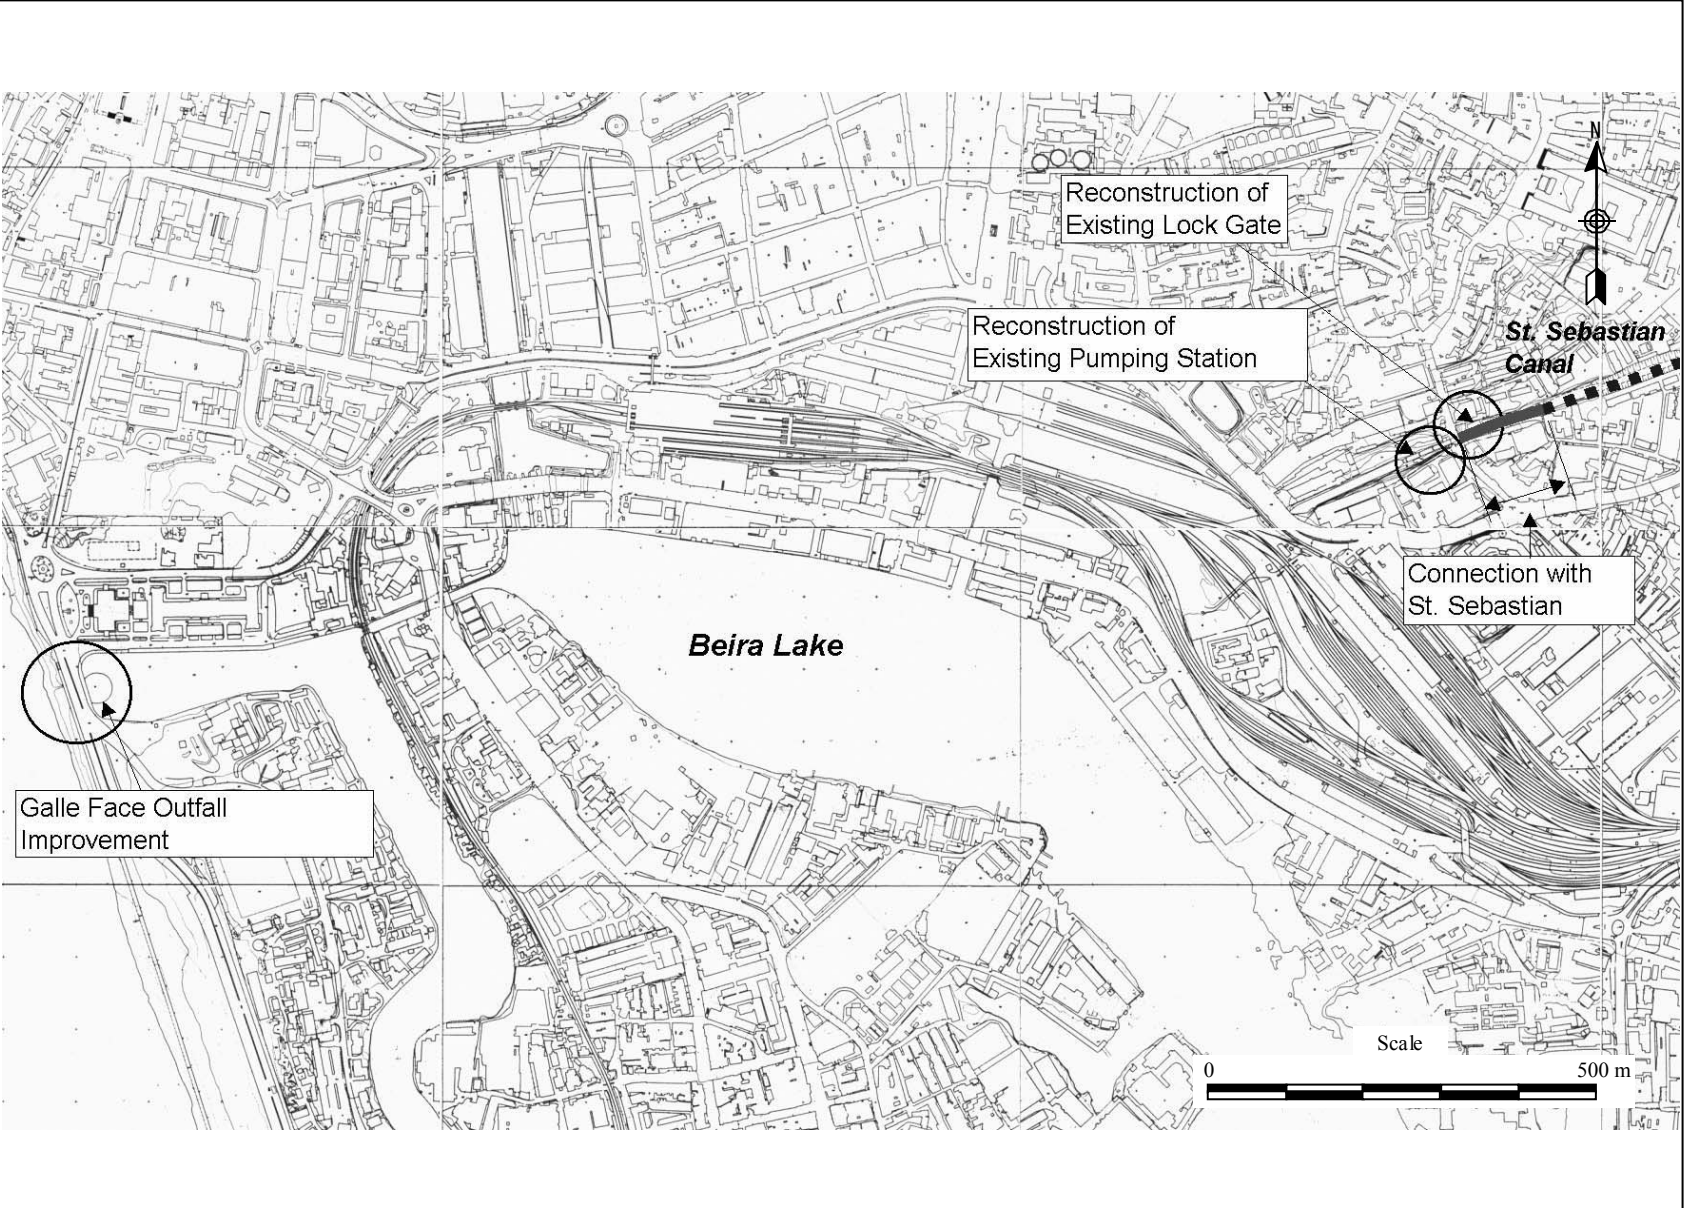 N
Reconstruction of
Existing Lock Gate
Reconstruction of
Existing Pumping Station
St. Sebastian
Canal
Connection with
St. Sebastian
Beira Lake
Galle Face Outfall
Improvement
Scale
0 500 m